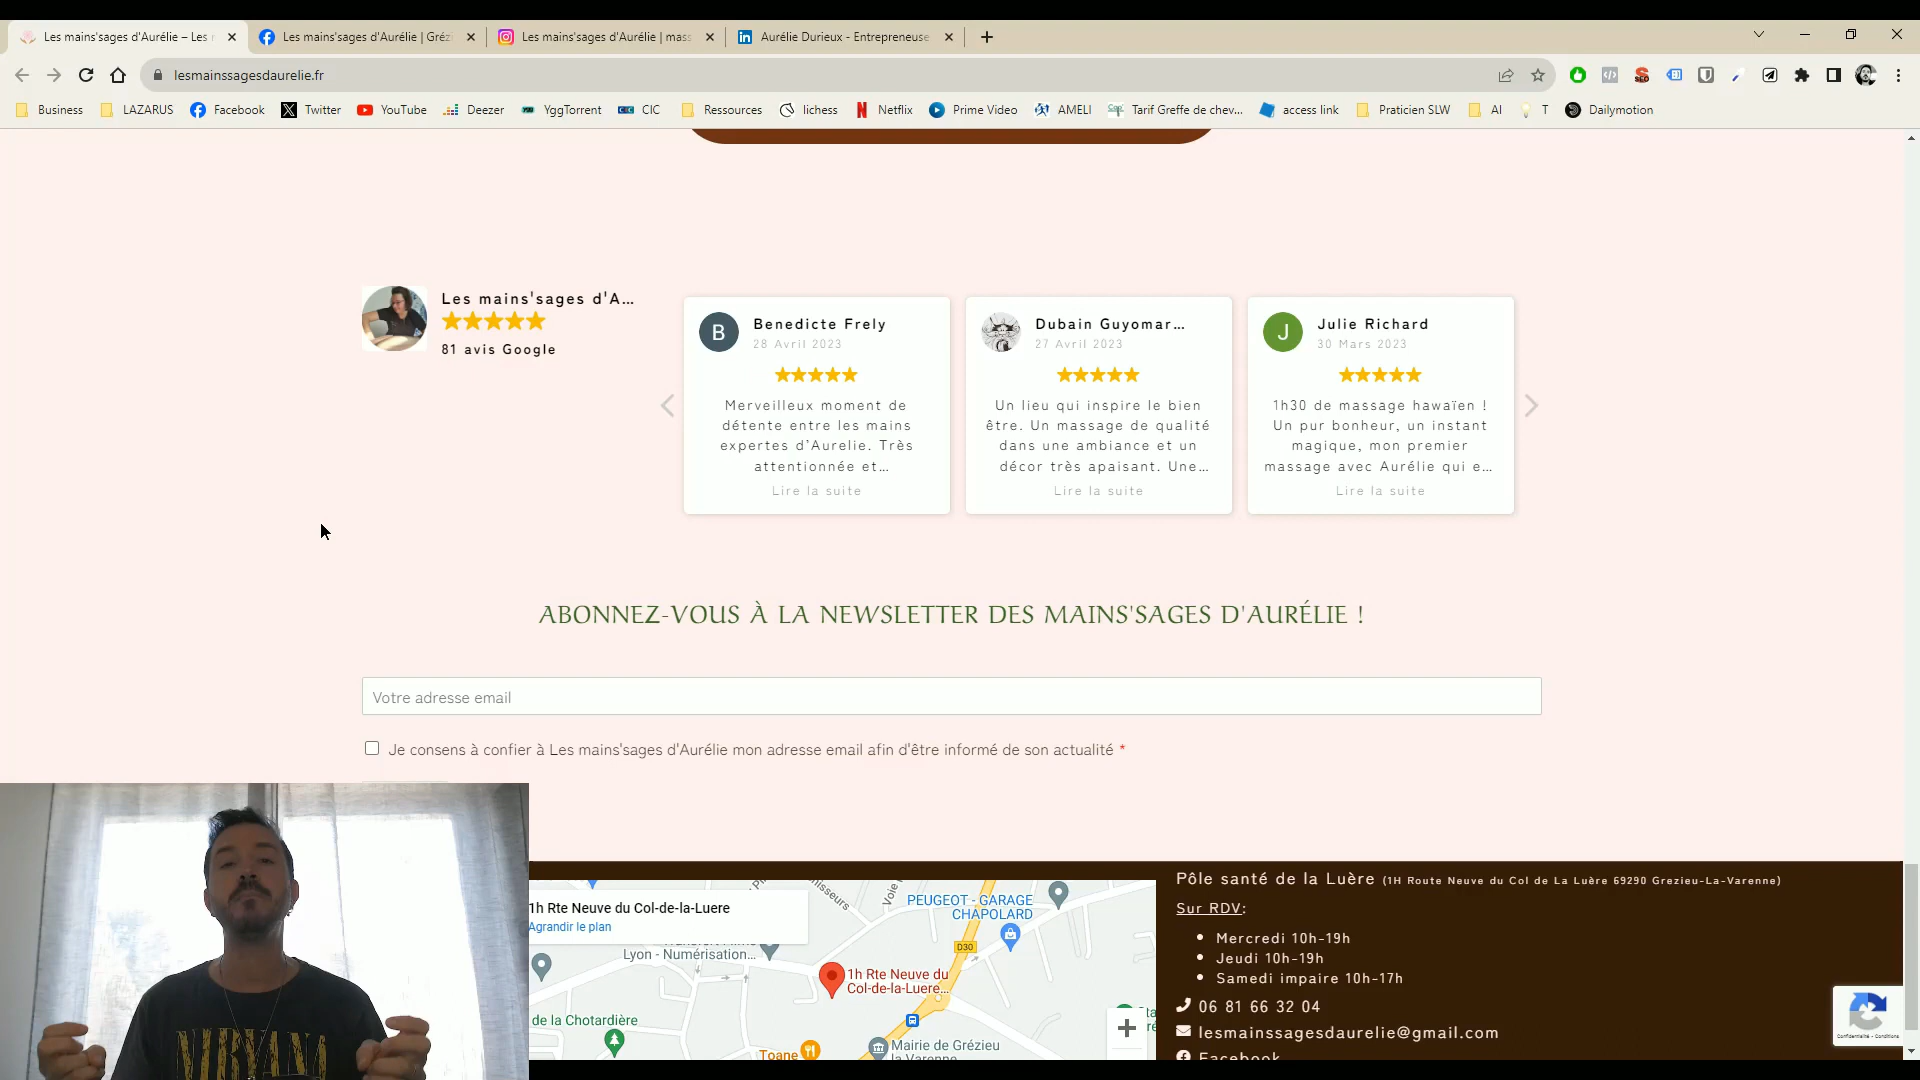 Les mains'sages d'Aurélie – Les
Les mains'sages d'Aurélie | Gréz
Les mains'sages d'Aurélie | mass
Aurélie Durieux - Entrepreneuse
lesmainssagesdaurelie.fr
Business
LAZARUS
Facebook
Twitter
YouTube
Deezer
YggTorrent
CIC
Ressources
lichess
Netflix
Prime Video
AMELI
Tarif Greffe de chev...
access link
Praticien SLW
AI
T
Dailymotion
Les mains'sages d'A...
81 avis Google
B
Benedicte Frely
28 Avril 2023
Merveilleux moment de
détente entre les mains
expertes d'Aurelie. Très
attentionnée et...
Lire la suite
Dubain Guyomar...
27 Avril 2023
Un lieu qui inspire le bien
être. Un massage de qualité
dans une ambiance et un
décor très apaisant. Une...
Lire la suite
J
Julie Richard
30 Mars 2023
1h30 de massage hawaïen !
Un pur bonheur, un instant
magique, mon premier
massage avec Aurélie qui e...
Lire la suite
ABONNEZ-VOUS À LA NEWSLETTER DES MAINS'SAGES D'AURÉLIE !
Votre adresse email
Je consens à confier à Les mains'sages d'Aurélie mon adresse email afin d'être informé de son actualité *
1h Rte Neuve du Col-de-la-Luere
Agrandir le plan
Lyon - Numérisation...
PEUGEOT - GARAGE
CHAPOLARD
D30
1h Rte Neuve du
Col-de-la-Luere...
de la Chotardière
Toane
Mairie de Grézieu
la Varenne
Pôle santé de la Luère (1H Route Neuve du Col de La Luère 69290 Grezieu-La-Varenne)
Sur RDV:
Mercredi 10h-19h
Jeudi 10h-19h
Samedi impaire 10h-17h
06 81 66 32 04
lesmainssagesdaurelie@gmail.com
Facebook
Confidentialité - Conditions
NIRVANA